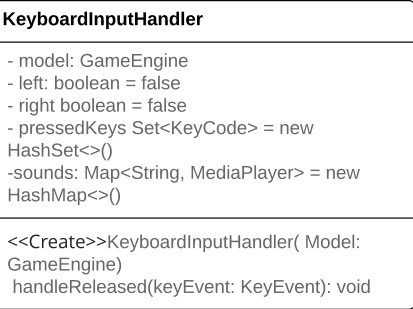 KeyboardInputHandler
- model: GameEngine
- left: boolean = false
- right boolean = false
- pressedKeys Set<KeyCode> = new
HashSet<>()
-sounds: Map<String, MediaPlayer> = new
HashMap<>()
<<Create>>KeyboardInputHandler( Model:
GameEngine)
handleReleased(keyEvent: KeyEvent): void